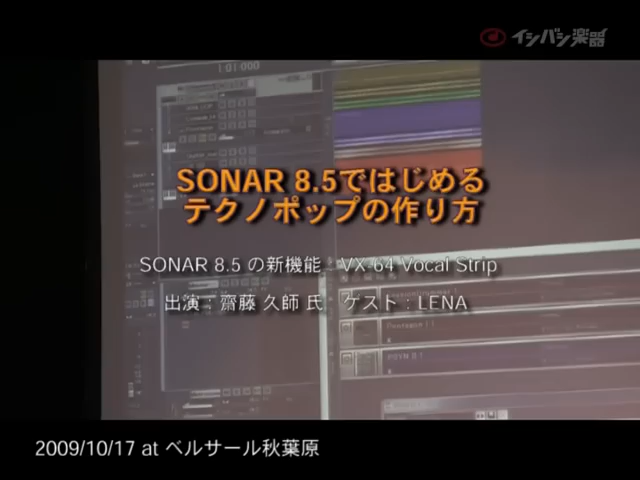 イシバシ楽器
1:01:000
SONAR 8.5ではじめる
テクノポップの作り方
SONAR 8.5 の新機能 VX-64 Vocal Strip
出演：齋藤 久師 氏 ゲスト：LENA
2009/10/17 at ベルサール秋葉原